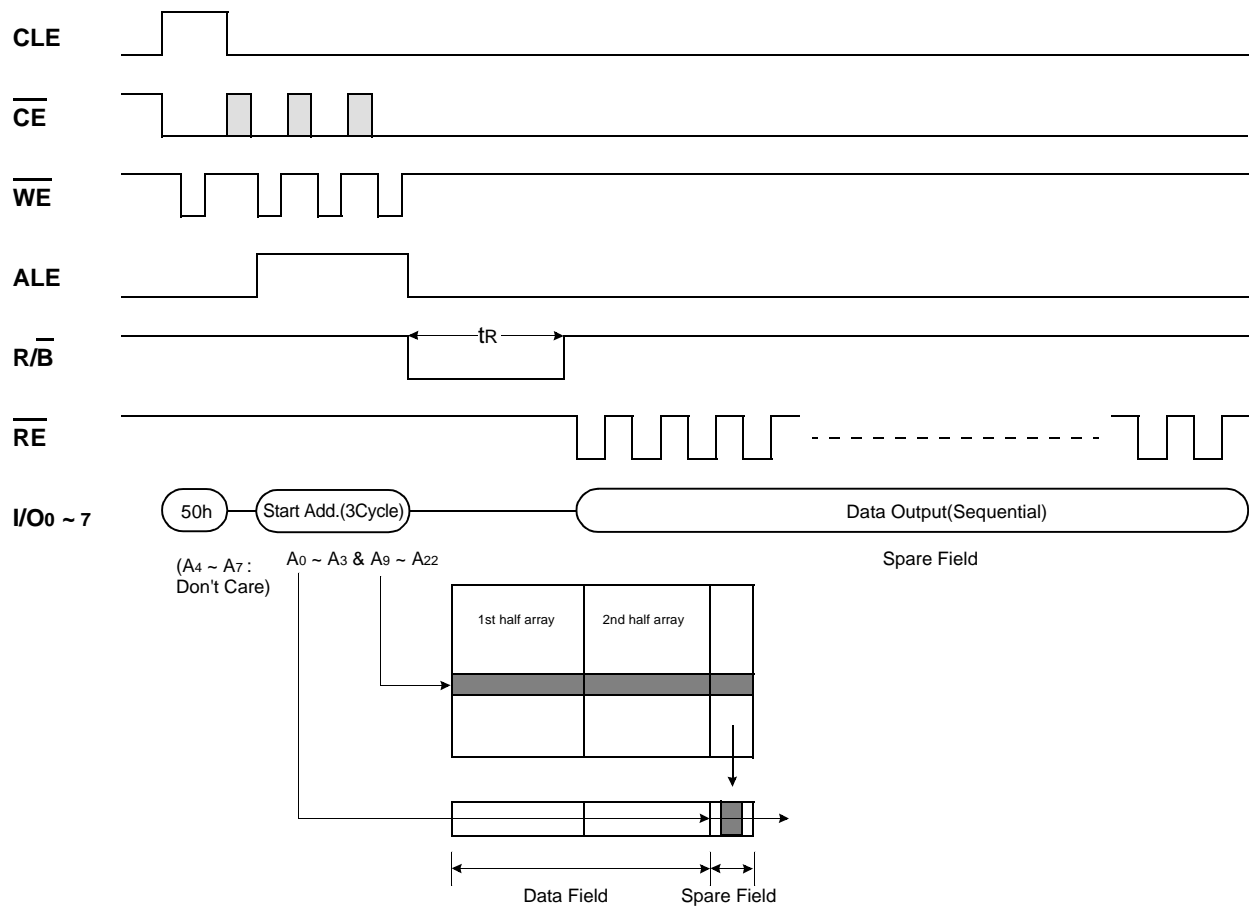 CLE
CE
WE
ALE
R/B
tR
RE
I/O0 ~ 7
50h
Start Add.(3Cycle)
Data Output(Sequential)
(A4 ~ A7 :
Don't Care)
A0 ~ A3 & A9 ~ A22
Spare Field
1st half array
2nd half array
Data Field
Spare Field